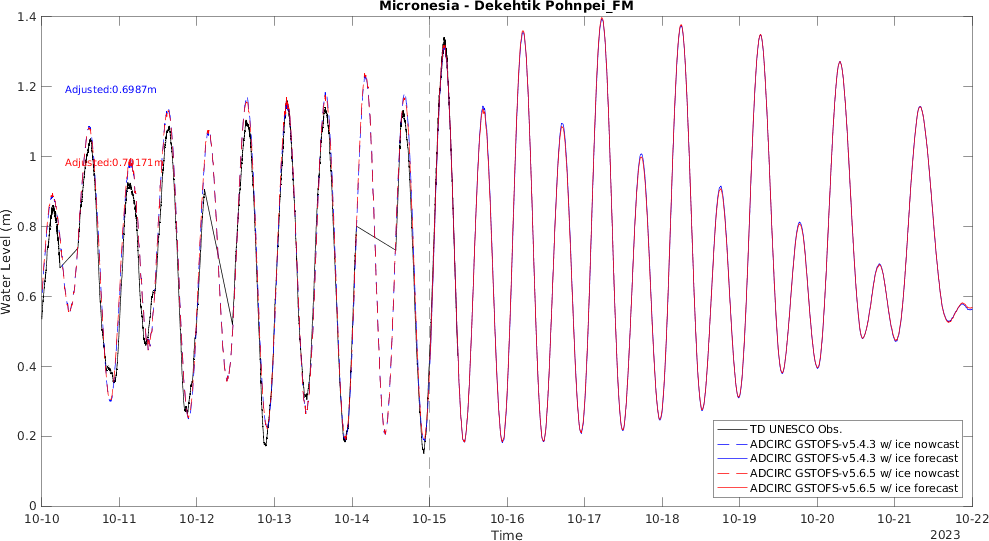 Micronesia - Dekehtik Pohnpei_FM
1.4
1.2
1
0.8
0.6
0.4
0.2
0
Water Level (m)
Adjusted:0.6987m
10-10
10-11
10-12
10-13
10-14
10-15
10-16
10-17
10-18
10-19
10-20
10-21
10-22
Time
2023
TD UNESCO Obs.
ADCIRC GSTOFS-v5.4.3 w/ ice nowcast
ADCIRC GSTOFS-v5.4.3 w/ ice forecast
ADCIRC GSTOFS-v5.6.5 w/ ice nowcast
ADCIRC GSTOFS-v5.6.5 w/ ice forecast